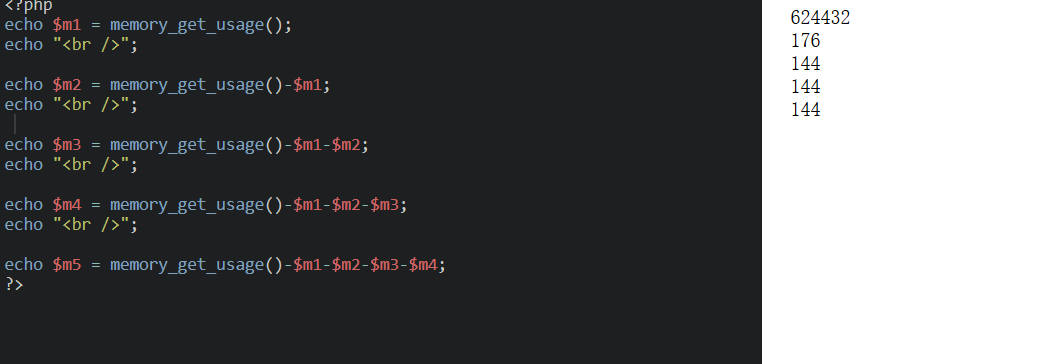 <?php
echo $m1 = memory_get_usage();
echo "<br />";
echo $m2 = memory_get_usage()-$m1;
echo "<br />";
echo $m3 = memory_get_usage()-$m1-$m2;
echo "<br />";
echo $m4 = memory_get_usage()-$m1-$m2-$m3;
echo "<br />";
echo $m5 = memory_get_usage()-$m1-$m2-$m3-$m4;
?>
624432
176
144
144
144